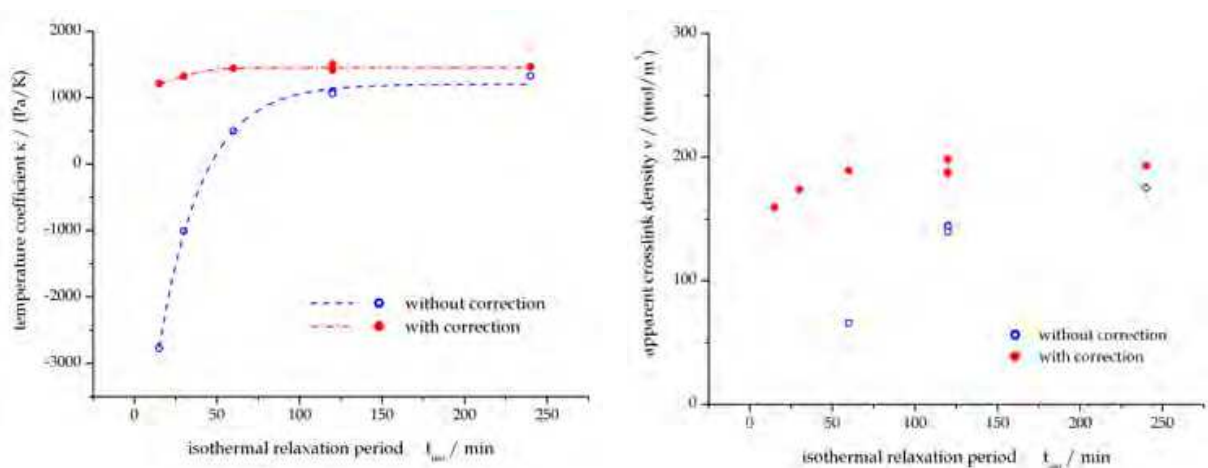 2000
1000
0
-1000
-2000
-3000
temperature coefficient κ / (Pa/K)
without correction
with correction
0
50
100
150
200
250
isothermal relaxation period t / min
300
200
100
0
apparent crosslink density ν / (mol/m³)
without correction
with correction
0
50
100
150
200
250
isothermal relaxation period t / min